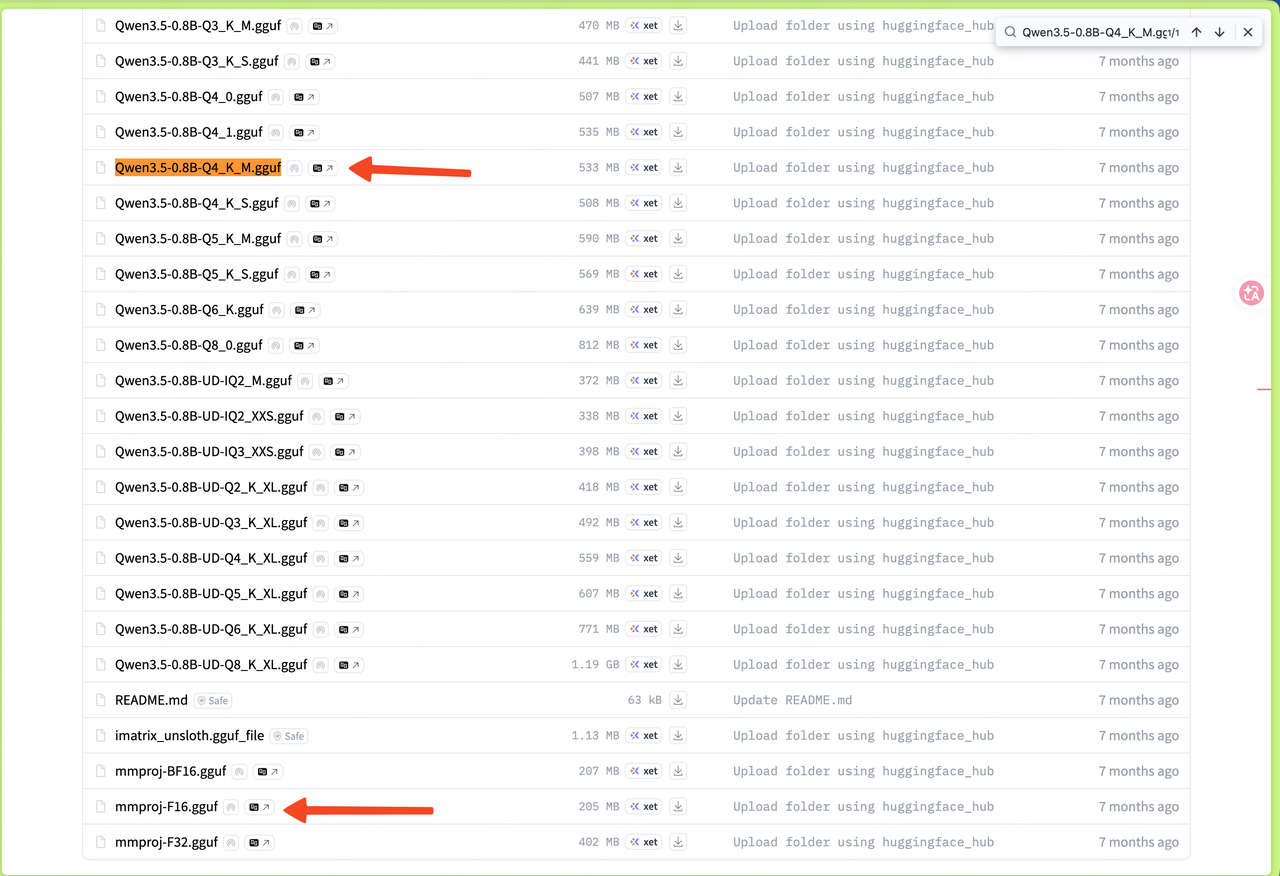 Qwen3.5-0.8B-Q3_K_M.gguf 470 MB xet Upload folder using huggingface_hub
Qwen3.5-0.8B-Q4_K_M.gg 1/1
Qwen3.5-0.8B-Q3_K_S.gguf 441 MB xet Upload folder using huggingface_hub 7 months ago
Qwen3.5-0.8B-Q4_0.gguf 507 MB xet Upload folder using huggingface_hub 7 months ago
Qwen3.5-0.8B-Q4_1.gguf 535 MB xet Upload folder using huggingface_hub 7 months ago
Qwen3.5-0.8B-Q4_K_M.gguf 533 MB xet Upload folder using huggingface_hub 7 months ago
Qwen3.5-0.8B-Q4_K_S.gguf 508 MB xet Upload folder using huggingface_hub 7 months ago
Qwen3.5-0.8B-Q5_K_M.gguf 590 MB xet Upload folder using huggingface_hub 7 months ago
Qwen3.5-0.8B-Q5_K_S.gguf 569 MB xet Upload folder using huggingface_hub 7 months ago
Qwen3.5-0.8B-Q6_K.gguf 639 MB xet Upload folder using huggingface_hub 7 months ago
Qwen3.5-0.8B-Q8_0.gguf 812 MB xet Upload folder using huggingface_hub 7 months ago
Qwen3.5-0.8B-UD-IQ2_M.gguf 372 MB xet Upload folder using huggingface_hub 7 months ago
Qwen3.5-0.8B-UD-IQ2_XXS.gguf 338 MB xet Upload folder using huggingface_hub 7 months ago
Qwen3.5-0.8B-UD-IQ3_XXS.gguf 398 MB xet Upload folder using huggingface_hub 7 months ago
Qwen3.5-0.8B-UD-Q2_K_XL.gguf 418 MB xet Upload folder using huggingface_hub 7 months ago
Qwen3.5-0.8B-UD-Q3_K_XL.gguf 492 MB xet Upload folder using huggingface_hub 7 months ago
Qwen3.5-0.8B-UD-Q4_K_XL.gguf 559 MB xet Upload folder using huggingface_hub 7 months ago
Qwen3.5-0.8B-UD-Q5_K_XL.gguf 607 MB xet Upload folder using huggingface_hub 7 months ago
Qwen3.5-0.8B-UD-Q6_K_XL.gguf 771 MB xet Upload folder using huggingface_hub 7 months ago
Qwen3.5-0.8B-UD-Q8_K_XL.gguf 1.19 GB xet Upload folder using huggingface_hub 7 months ago
README.md Safe 63 kB Update README.md 7 months ago
imatrix_unsloth.gguf_file Safe 1.13 MB xet Upload folder using huggingface_hub 7 months ago
mmproj-BF16.gguf 207 MB xet Upload folder using huggingface_hub 7 months ago
mmproj-F16.gguf 205 MB xet Upload folder using huggingface_hub 7 months ago
mmproj-F32.gguf 402 MB xet Upload folder using huggingface_hub 7 months ago